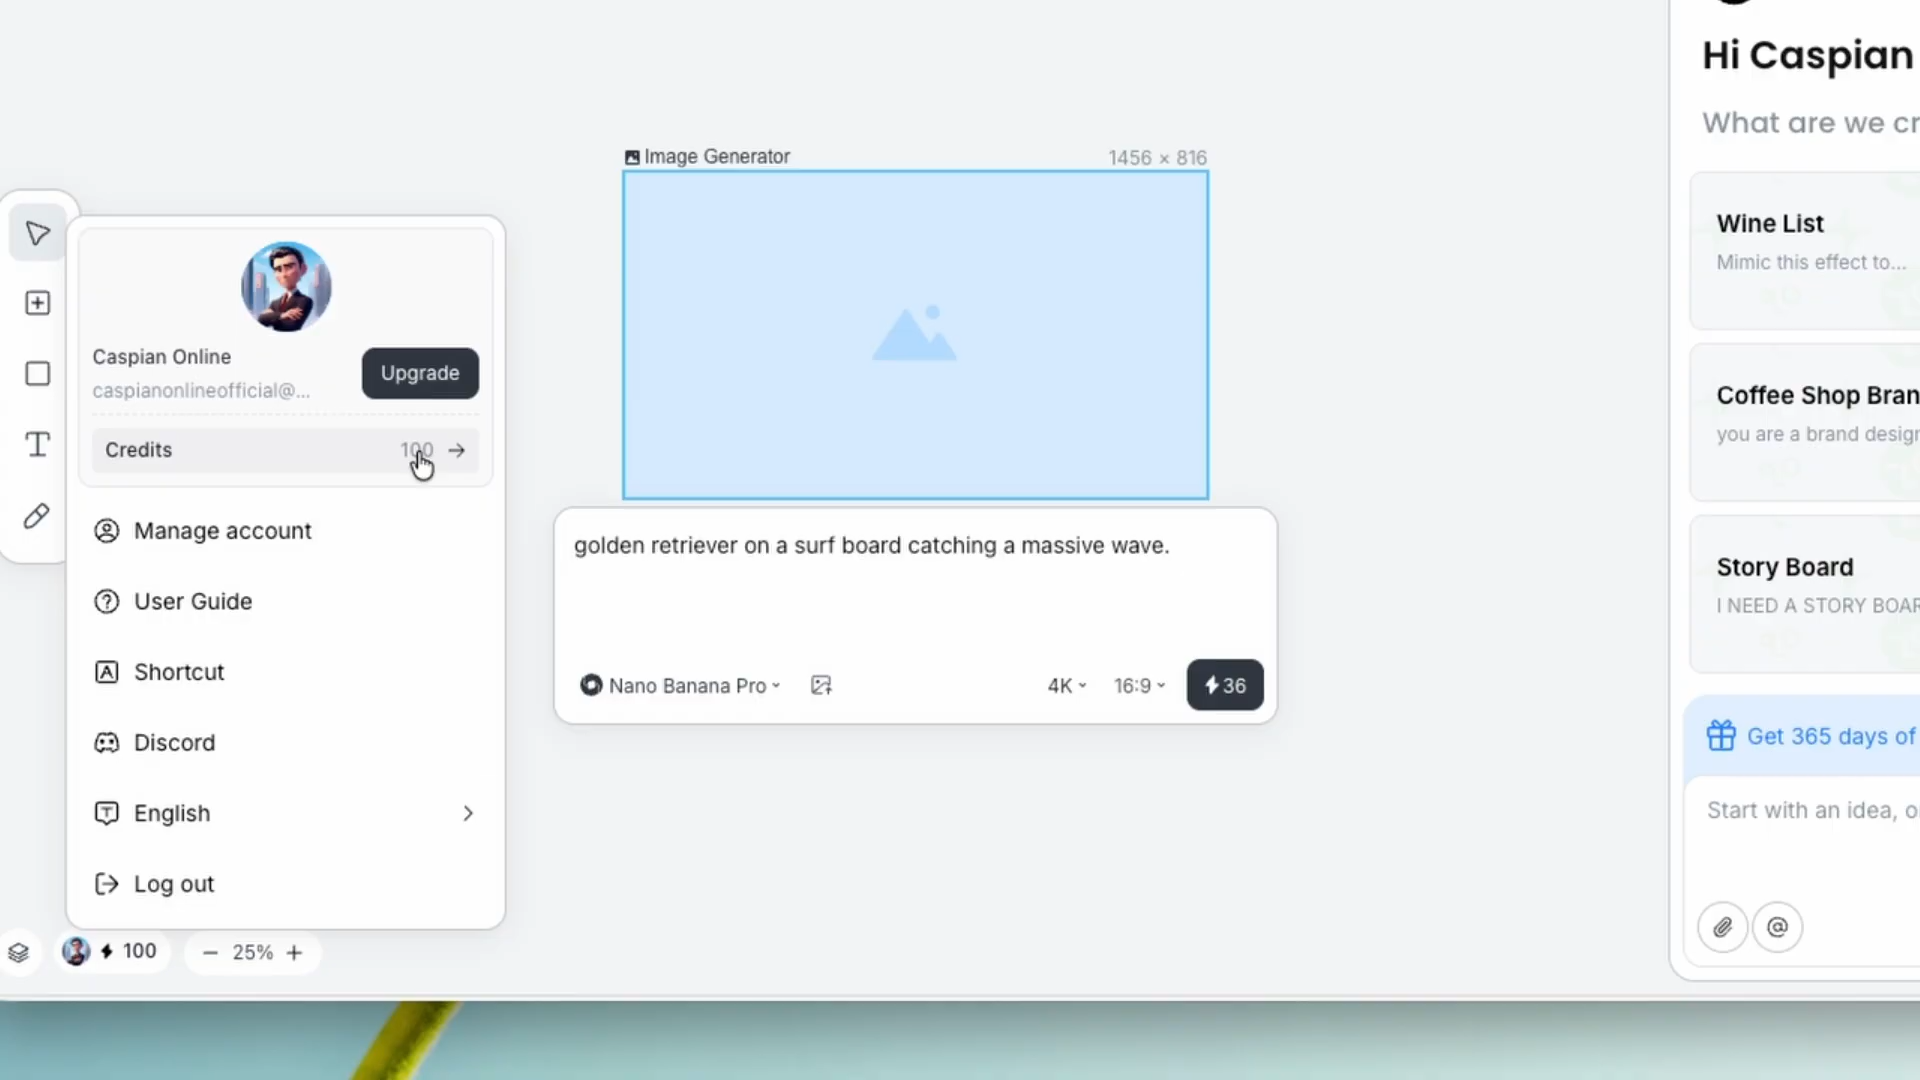 Hi Caspian
What are we cr
Image Generator
1456 × 816
Wine List
Mimic this effect to...
Caspian Online
caspianonlineofficial@...
Upgrade
Credits
100
Coffee Shop Bran
you are a brand design
Manage account
User Guide
Shortcut
Discord
English
Log out
golden retriever on a surf board catching a massive wave.
Nano Banana Pro
4K
16:9
36
Story Board
I NEED A STORY BOAR
Get 365 days of
Start with an idea, o
@
100
25%